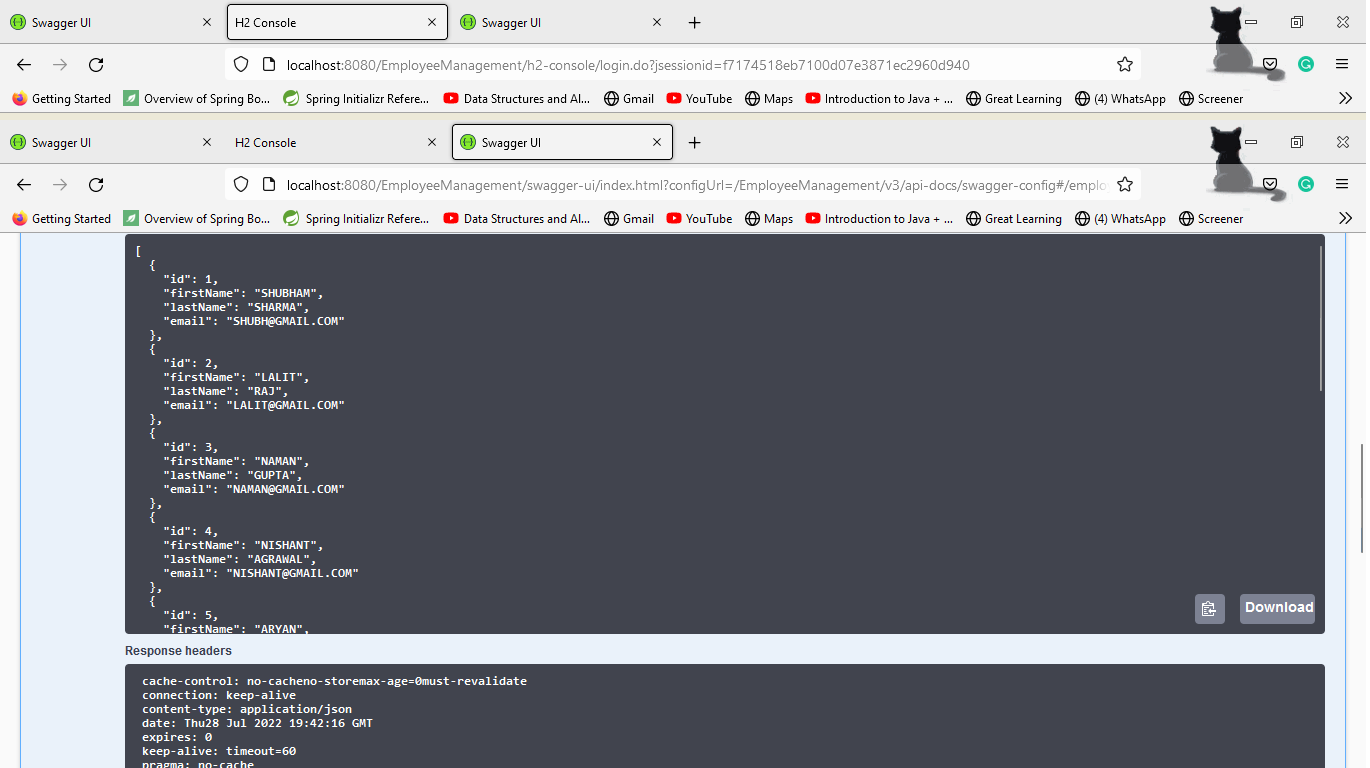 Swagger UI H2 Console Swagger UI
localhost:8080/EmployeeManagement/h2-console/login.do?jsessionid=f7174518eb7100d07e3871ec2960d940
Getting Started Overview of Spring Bo... Spring Initializr Refere... Data Structures and Al... Gmail YouTube Maps Introduction to Java + ... Great Learning (4) WhatsApp Screener
Swagger UI H2 Console Swagger UI
localhost:8080/EmployeeManagement/swagger-ui/index.html?configUrl=/EmployeeManagement/v3/api-docs/swagger-config#/emplo
Getting Started Overview of Spring Bo... Spring Initializr Refere... Data Structures and Al... Gmail YouTube Maps Introduction to Java + ... Great Learning (4) WhatsApp Screener
[
{
"id": 1,
"firstName": "SHUBHAM",
"lastName": "SHARMA",
"email": "SHUBH@GMAIL.COM"
},
{
"id": 2,
"firstName": "LALIT",
"lastName": "RAJ",
"email": "LALIT@GMAIL.COM"
},
{
"id": 3,
"firstName": "NAMAN",
"lastName": "GUPTA",
"email": "NAMAN@GMAIL.COM"
},
{
"id": 4,
"firstName": "NISHANT",
"lastName": "AGRAWAL",
"email": "NISHANT@GMAIL.COM"
},
{
"id": 5,
"firstName": "ARYAN",
Download
Response headers
cache-control: no-cacheno-storemax-age=0must-revalidate
connection: keep-alive
content-type: application/json
date: Thu28 Jul 2022 19:42:16 GMT
expires: 0
keep-alive: timeout=60
pragma: no-cache